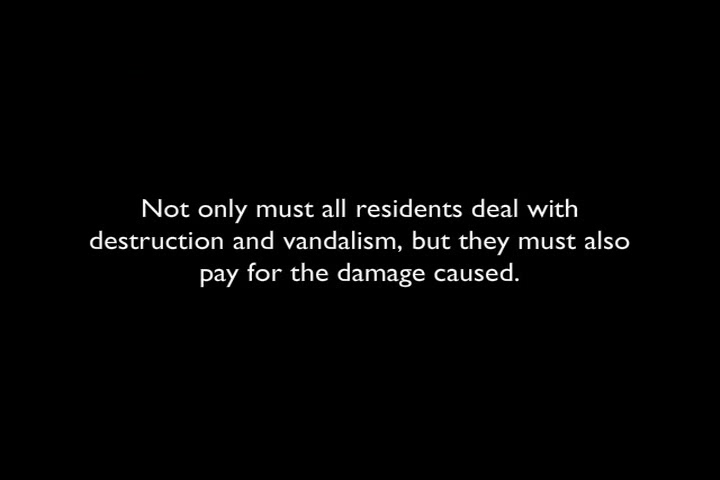 Not only must all residents deal with
destruction and vandalism, but they must also
pay for the damage caused.